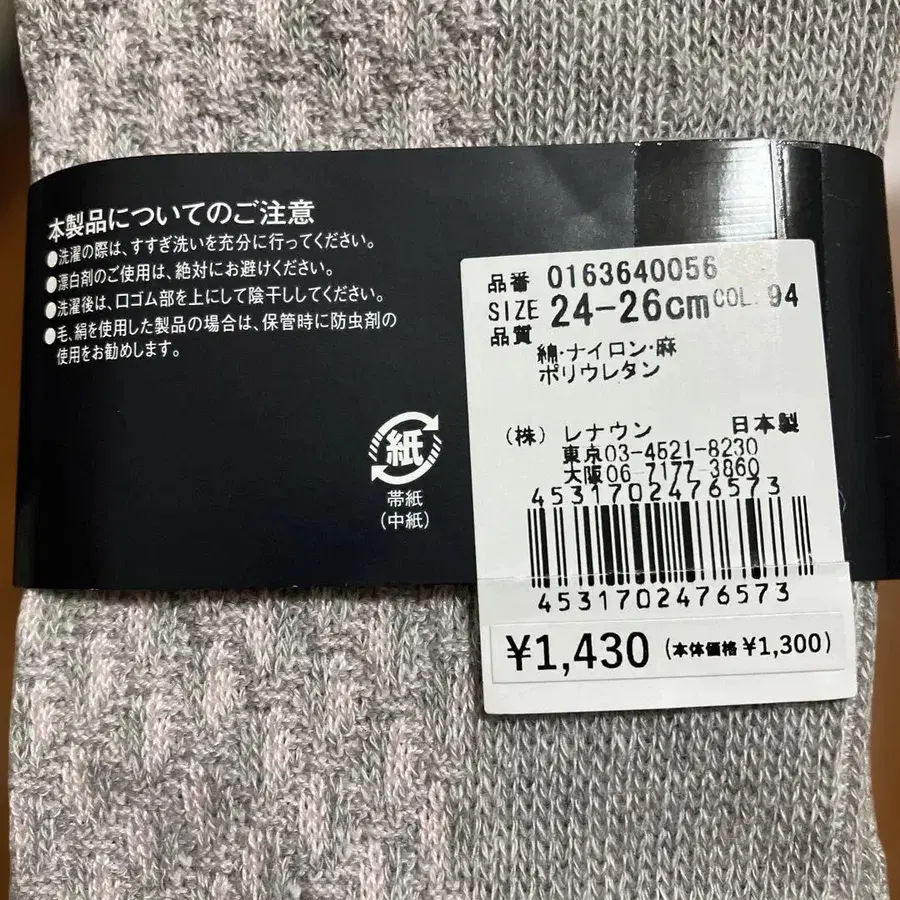 本製品についてのご注意
●洗濯の際は、すすぎ洗いを充分に行ってください。
●漂白剤のご使用は、絶対にお避けください。
●洗濯後は、口ゴム部を上にして陰干ししてください。
●毛、絹を使用した製品の場合は、保管時に防虫剤の
使用をお勧めします。
紙
帯紙
(中紙)
品番 0163640056
SIZE 24-26cm COL. 94
品質
綿・ナイロン・麻
ポリウレタン
(株) レナウン 日本製
東京03-4521-8230
大阪06-7177-3860
4531702476573
4531702476573
¥1,430 (本体価格 ¥1,300)